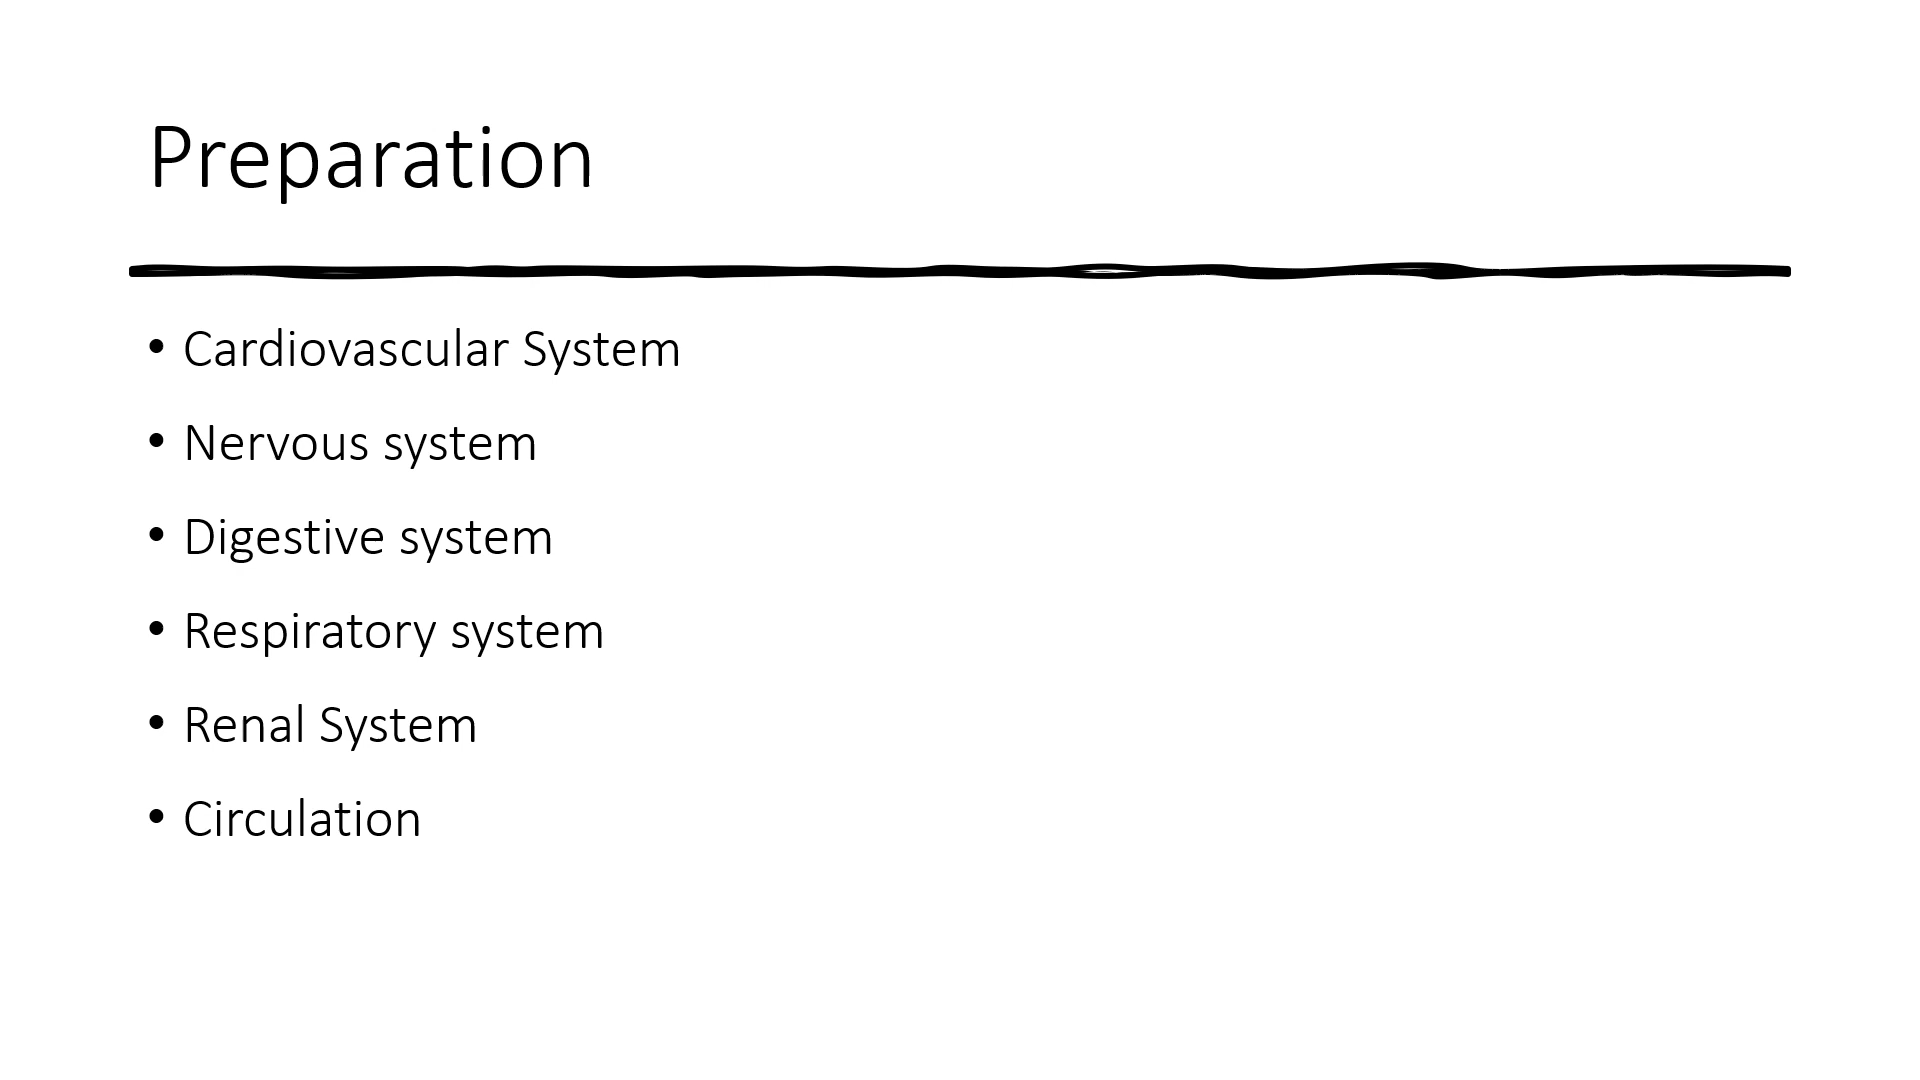 Preparation
• Cardiovascular System
• Nervous system
• Digestive system
• Respiratory system
• Renal System
• Circulation